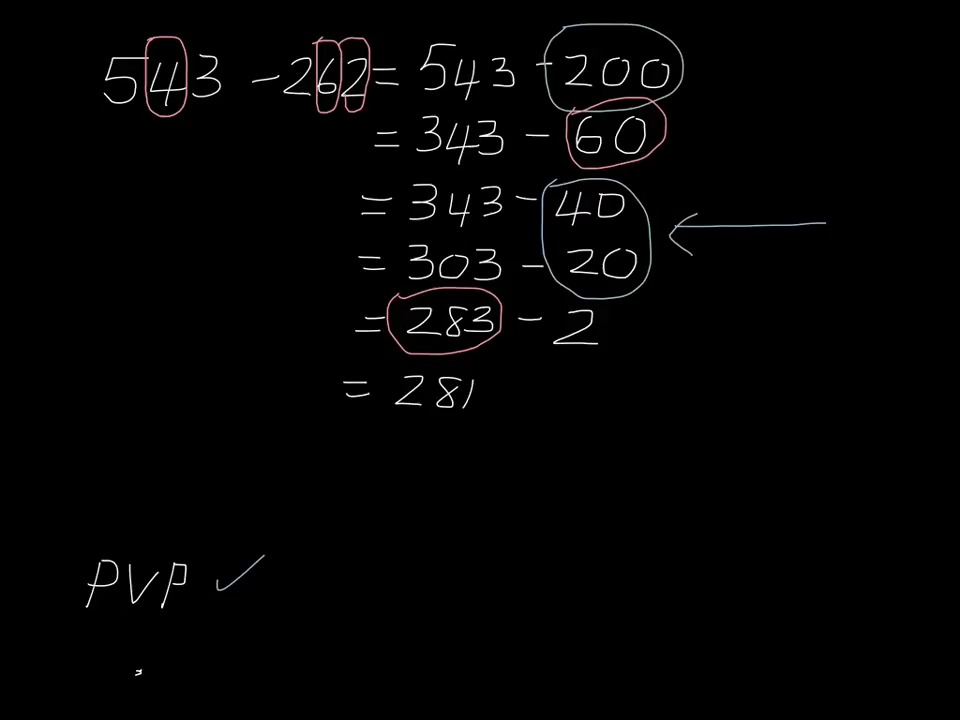 543 - 262 = 543 - 200
= 343 - 60
= 343 - 40
= 303 - 20
= 283 - 2
= 281
PVP ✓
=